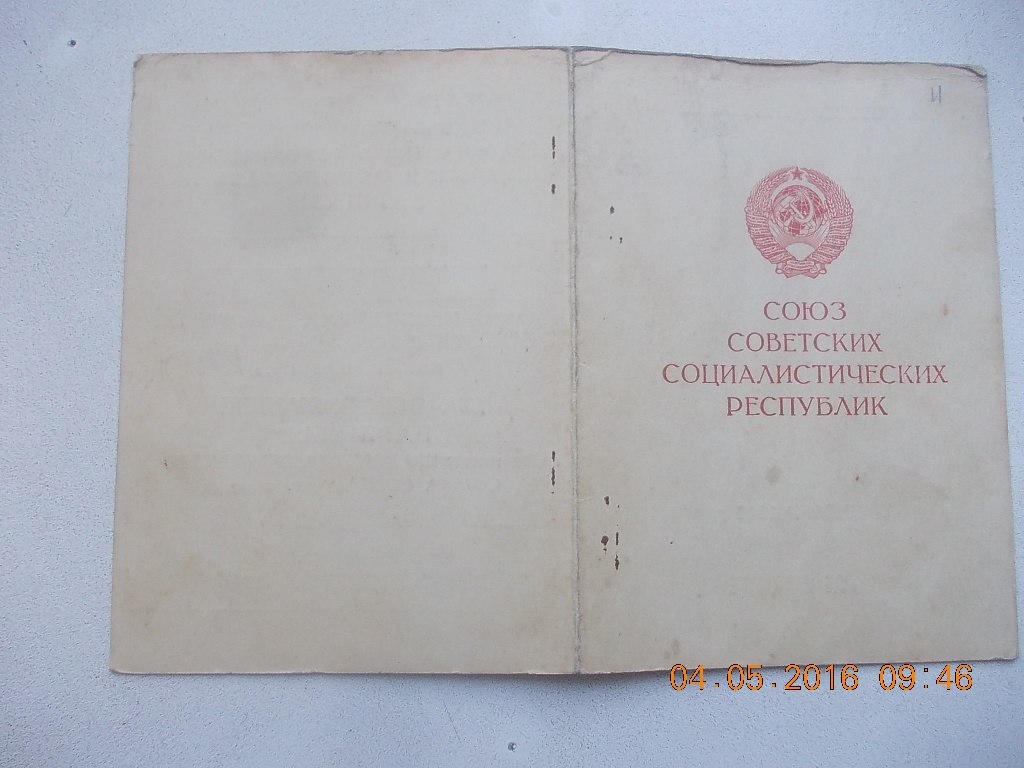 И
СОЮЗ
СОВЕТСКИХ
СОЦИАЛИСТИЧЕСКИХ
РЕСПУБЛИК
04.05.2016 09:46